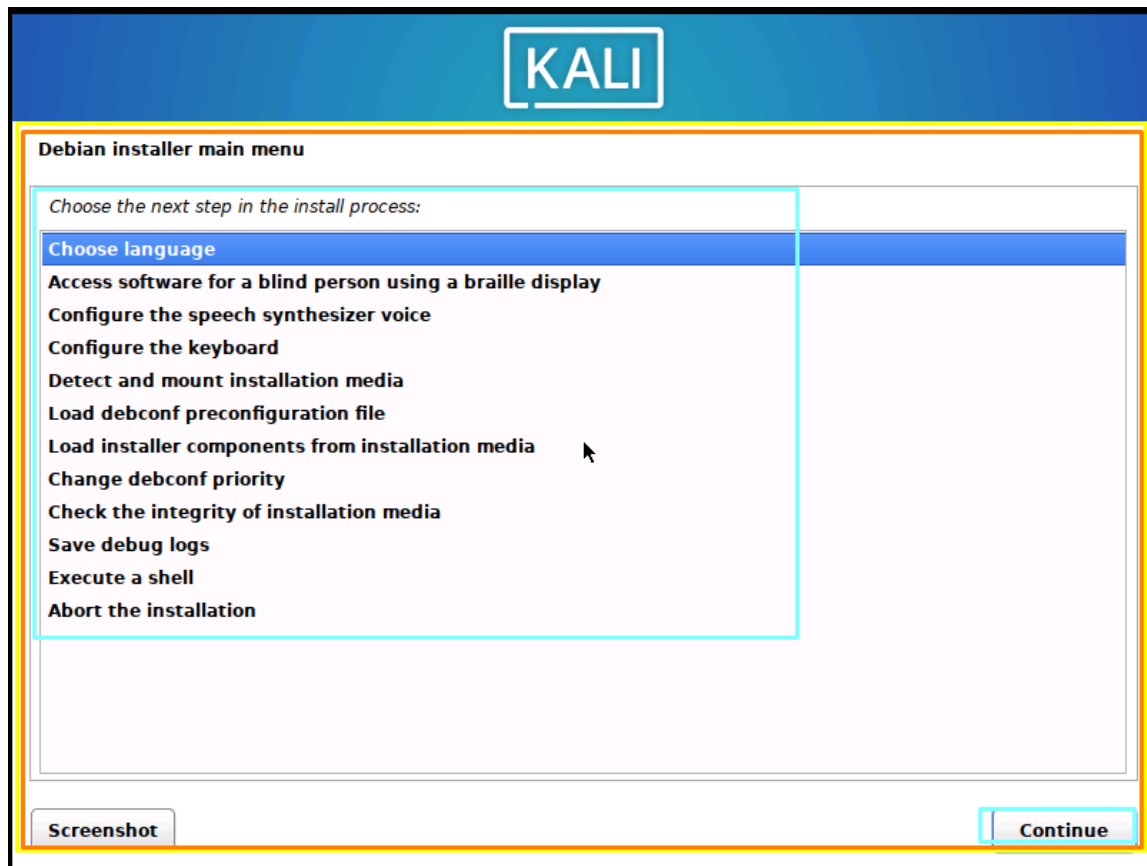 KALI
Debian installer main menu
Choose the next step in the install process:
Choose language
Access software for a blind person using a braille display
Configure the speech synthesizer voice
Configure the keyboard
Detect and mount installation media
Load debconf preconfiguration file
Load installer components from installation media
Change debconf priority
Check the integrity of installation media
Save debug logs
Execute a shell
Abort the installation
Screenshot
Continue